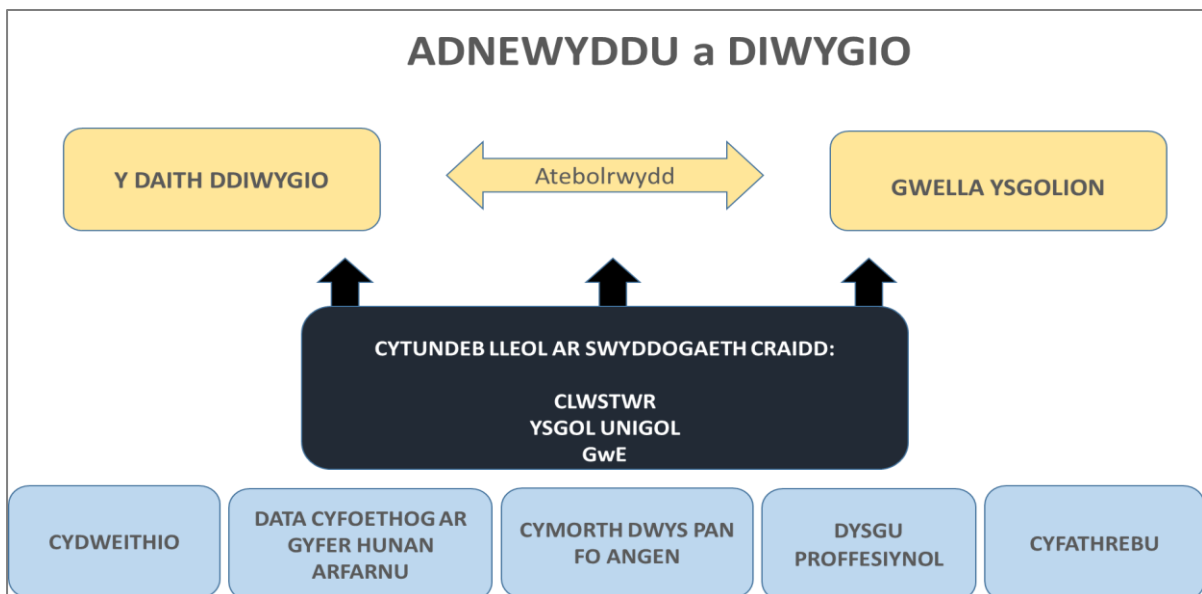 ADNEWYDDU a DIWYGIO
Y DAITH DDIWYGIO
Atebolrwydd
GWELLA YSGOLION
CYTUNDEB LLEOL AR SWYDDOGAETH CRAIDD:
CLWSTWR
YSGOL UNIGOL
GwE
CYDWEITHIO
DATA CYFOETHOG AR
GYFER HUNAN
ARFARNU
CYMORTH DWYS PAN
FO ANGEN
DYSGU
PROFFESIYNOL
CYFATHREBU